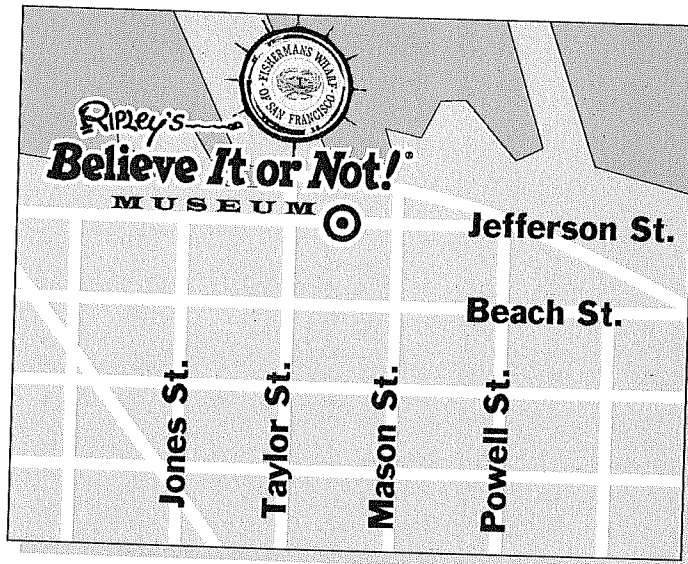 FISHERMANS WHARF
OF SAN FRANCISCO
Ripley's
Believe It or Not!®
MUSEUM
Jefferson St.
Beach St.
Jones St.
Taylor St.
Mason St.
Powell St.